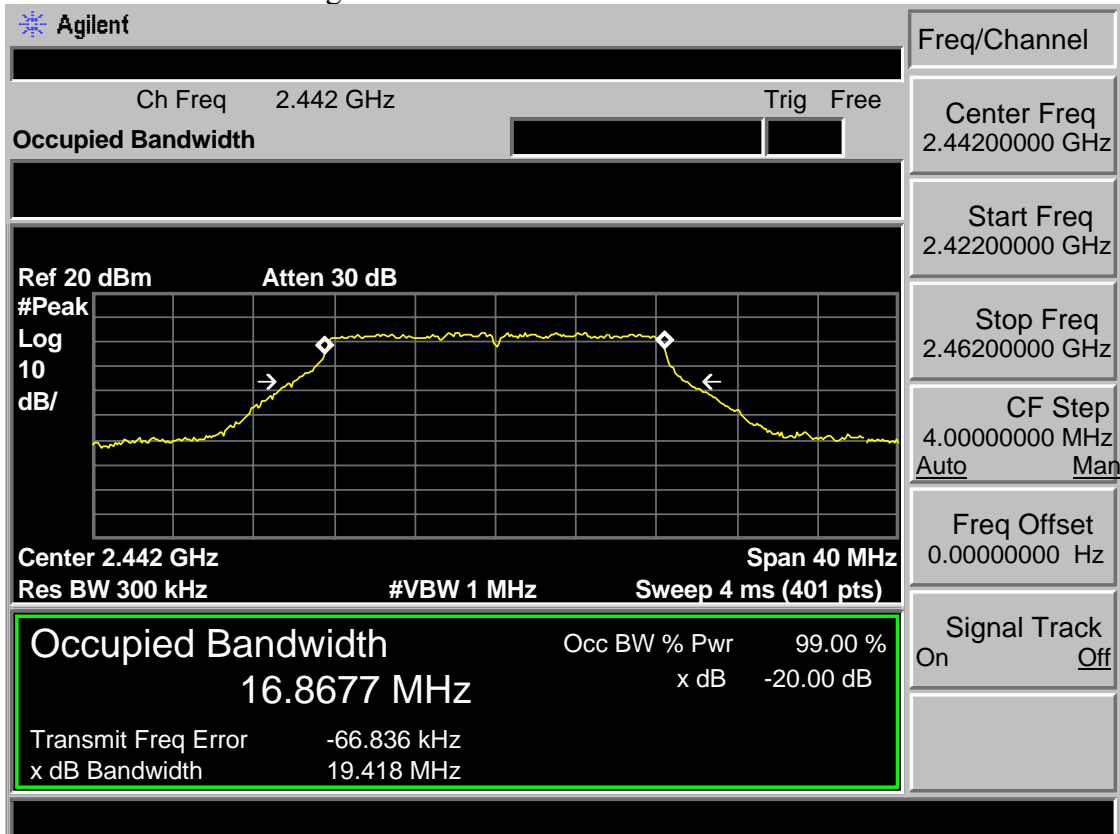 Agilent
Freq/Channel
Ch Freq 2.442 GHz Trig Free
Occupied Bandwidth
Center Freq
2.44200000 GHz
Start Freq
2.42200000 GHz
Ref 20 dBm Atten 30 dB
#Peak
Log
10
dB/
Stop Freq
2.46200000 GHz
CF Step
4.00000000 MHz
Auto Man
Center 2.442 GHz Span 40 MHz
Res BW 300 kHz #VBW 1 MHz Sweep 4 ms (401 pts)
Freq Offset
0.00000000 Hz
Occupied Bandwidth Occ BW % Pwr 99.00 %
16.8677 MHz x dB -20.00 dB
Transmit Freq Error -66.836 kHz
x dB Bandwidth 19.418 MHz
Signal Track
On Off